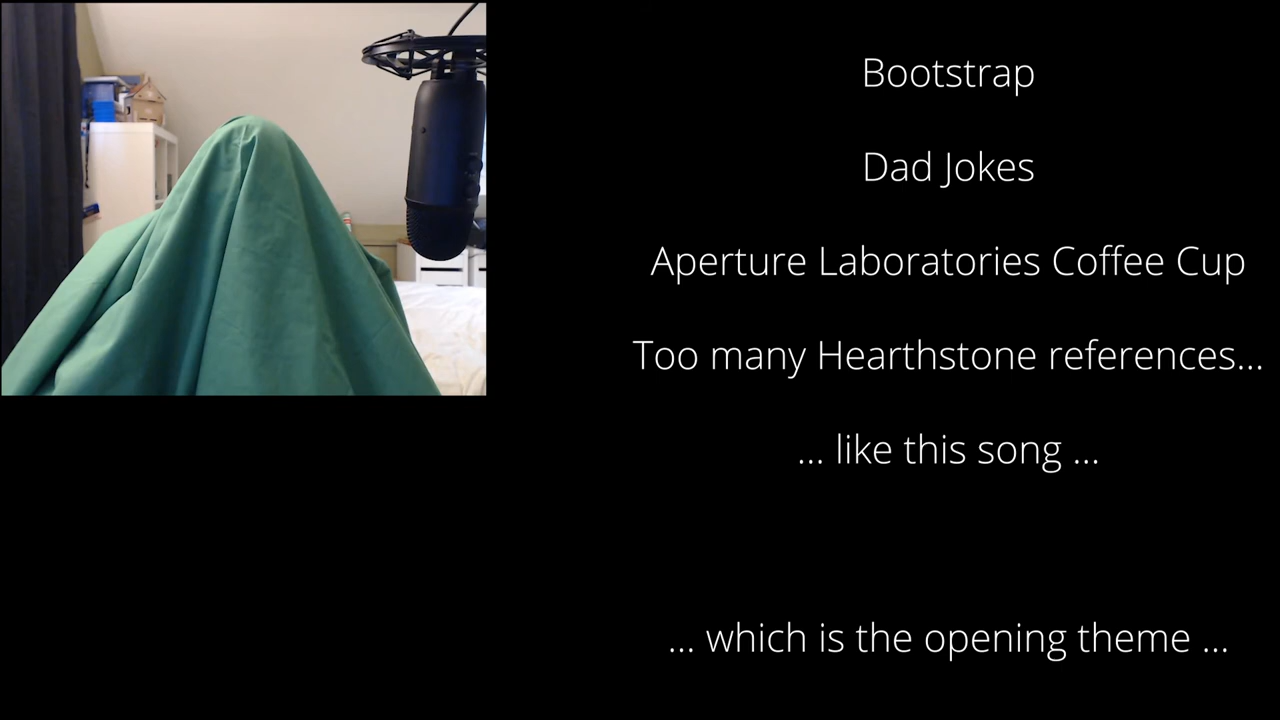 Bootstrap
Dad Jokes
Aperture Laboratories Coffee Cup
Too many Hearthstone references...
... like this song ...
... which is the opening theme ...